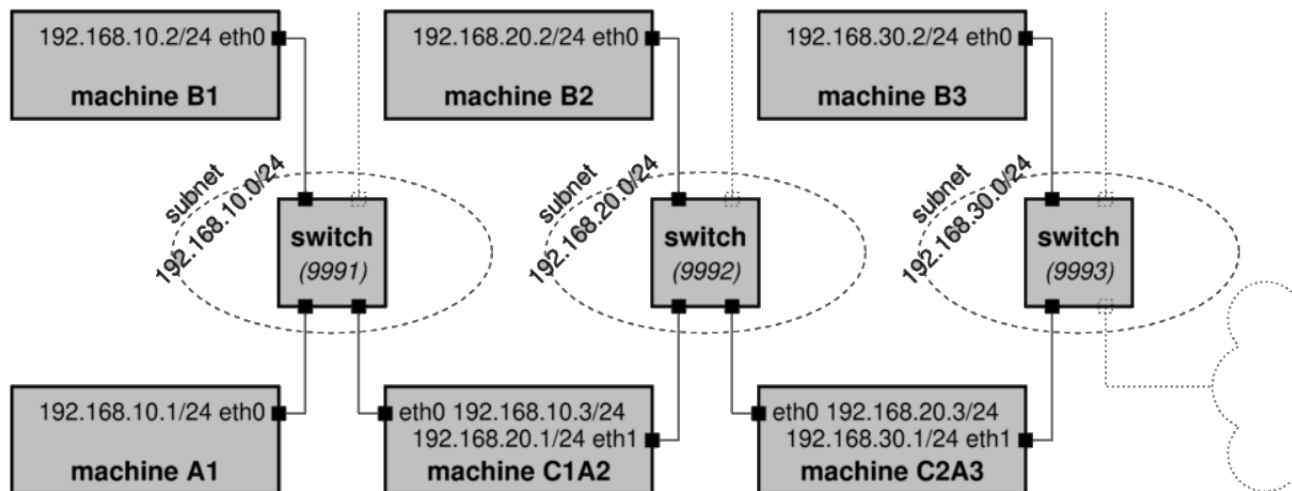 192.168.10.2/24 eth0
machine B1
192.168.20.2/24 eth0
machine B2
192.168.30.2/24 eth0
machine B3
subnet
192.168.10.0/24
switch
(9991)
subnet
192.168.20.0/24
switch
(9992)
subnet
192.168.30.0/24
switch
(9993)
192.168.10.1/24 eth0
machine A1
eth0 192.168.10.3/24
192.168.20.1/24 eth1
machine C1A2
eth0 192.168.20.3/24
192.168.30.1/24 eth1
machine C2A3